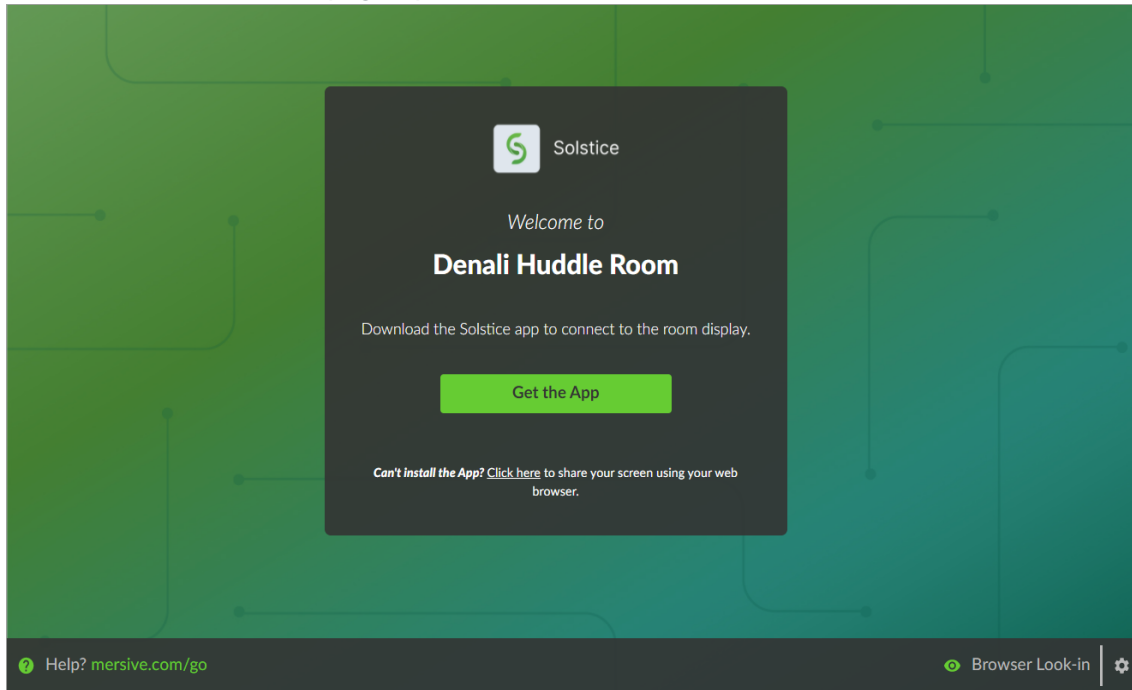 Solstice
Welcome to
Denali Huddle Room
Download the Solstice app to connect to the room display.
Get the App
Can't install the App? Click here to share your screen using your web
browser.
Help? mersive.com/go
Browser Look-in